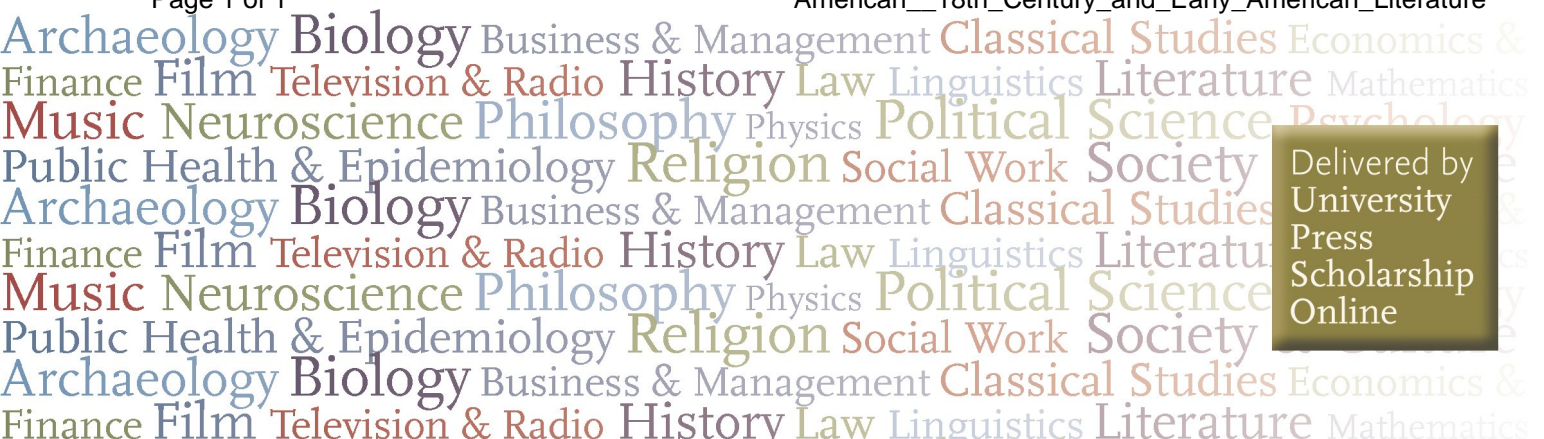 Page 1 of 1 American__18th_Century_and_Early_American_Literature
Archaeology Biology Business & Management Classical Studies Economics &
Finance Film Television & Radio History Law Linguistics Literature Mathematics
Music Neuroscience Philosophy Physics Political Science Psychology
Public Health & Epidemiology Religion Social Work Society
Archaeology Biology Business & Management Classical Studies &
Finance Film Television & Radio History Law Linguistics Literatu
Music Neuroscience Philosophy Physics Political Science
Public Health & Epidemiology Religion Social Work Society
Archaeology Biology Business & Management Classical Studies Economics &
Finance Film Television & Radio History Law Linguistics Literature Mathematics
Delivered by
University
Press
Scholarship
Online